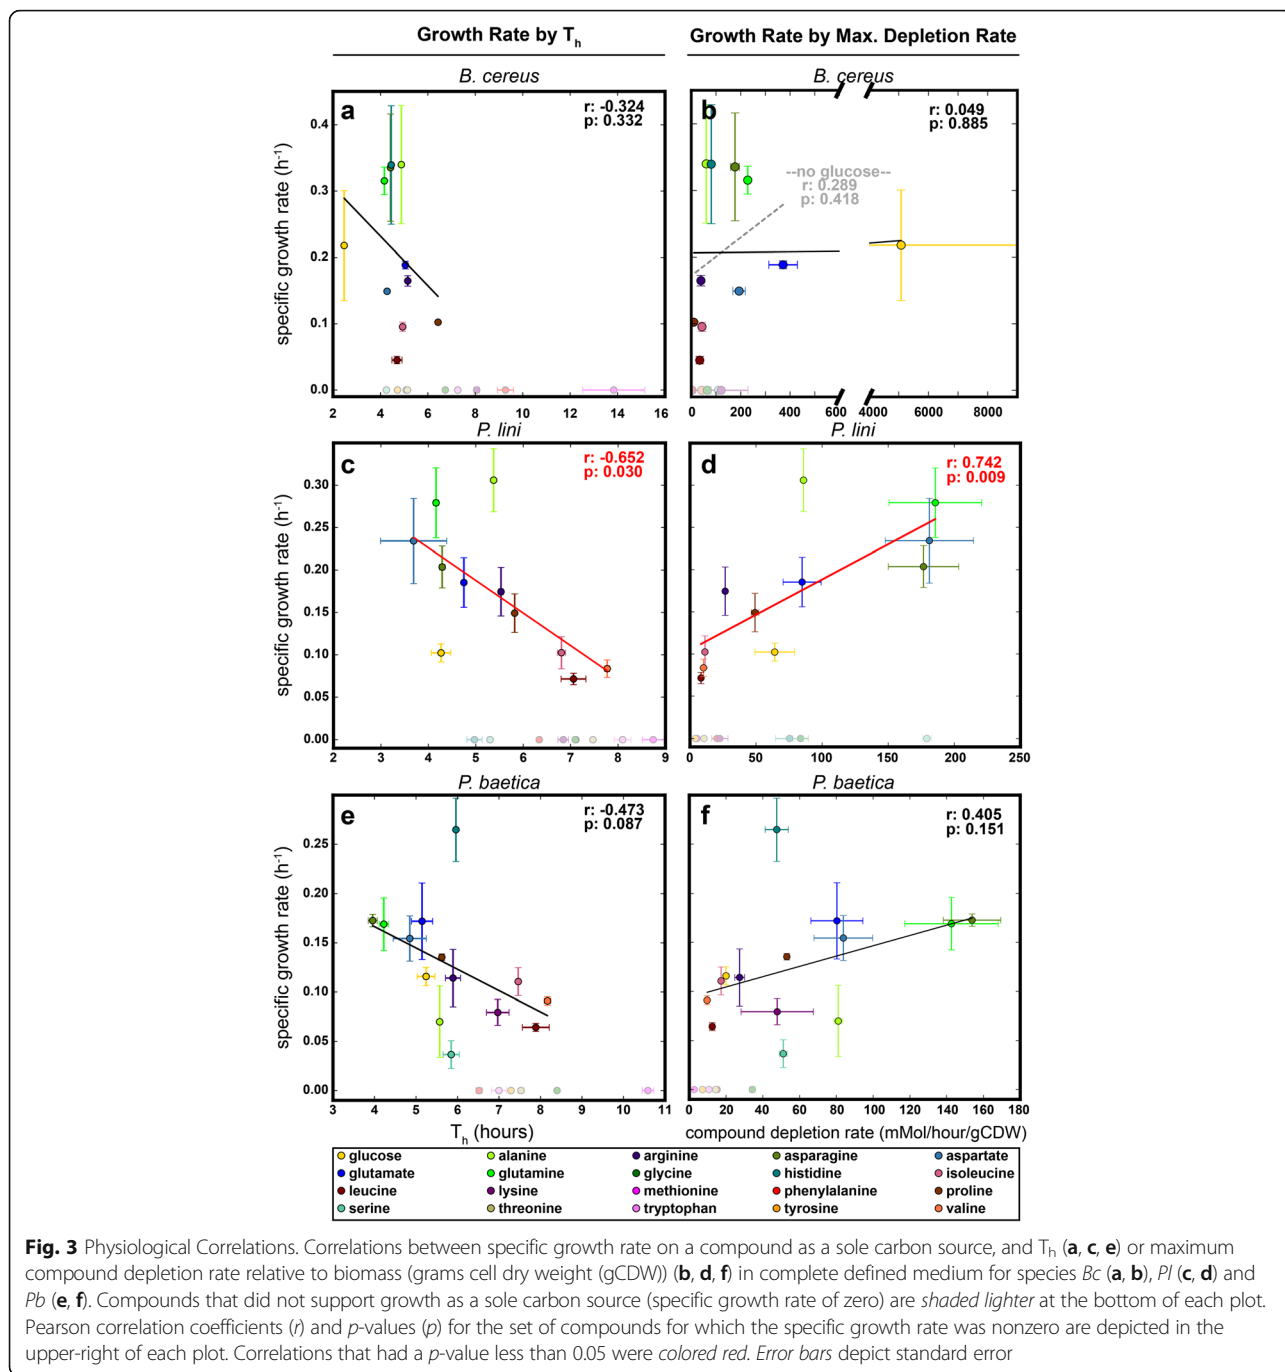 Growth Rate by Th
Growth Rate by Max. Depletion Rate
B. cereus
B. cereus
a
r: -0.324
p: 0.332
specific growth rate (h-1)
0.4
0.3
0.2
0.1
0.0
2 4 6 8 10 12 14 16
b
r: 0.049
p: 0.885
--no glucose--
r: 0.289
p: 0.418
0 200 400 600 4000 6000 8000
P. lini
P. lini
c
r: -0.652
p: 0.030
specific growth rate (h-1)
0.30
0.25
0.20
0.15
0.10
0.05
0.00
2 3 4 5 6 7 8 9
d
r: 0.742
p: 0.009
0 50 100 150 200 250
P. baetica
P. baetica
e
r: -0.473
p: 0.087
specific growth rate (h-1)
0.25
0.20
0.15
0.10
0.05
0.00
3 4 5 6 7 8 9 10 11
Th (hours)
f
r: 0.405
p: 0.151
0 20 40 60 80 100 120 140 160 180
compound depletion rate (mMol/hour/gCDW)
glucose alanine arginine asparagine aspartate
glutamate glutamine glycine histidine isoleucine
leucine lysine methionine phenylalanine proline
serine threonine tryptophan tyrosine valine
Fig. 3 Physiological Correlations. Correlations between specific growth rate on a compound as a sole carbon source, and Th (a, c, e) or maximum
compound depletion rate relative to biomass (grams cell dry weight (gCDW)) (b, d, f) in complete defined medium for species Bc (a, b), Pl (c, d) and
Pb (e, f). Compounds that did not support growth as a sole carbon source (specific growth rate of zero) are shaded lighter at the bottom of each plot.
Pearson correlation coefficients (r) and p-values (p) for the set of compounds for which the specific growth rate was nonzero are depicted in the
upper-right of each plot. Correlations that had a p-value less than 0.05 were colored red. Error bars depict standard error